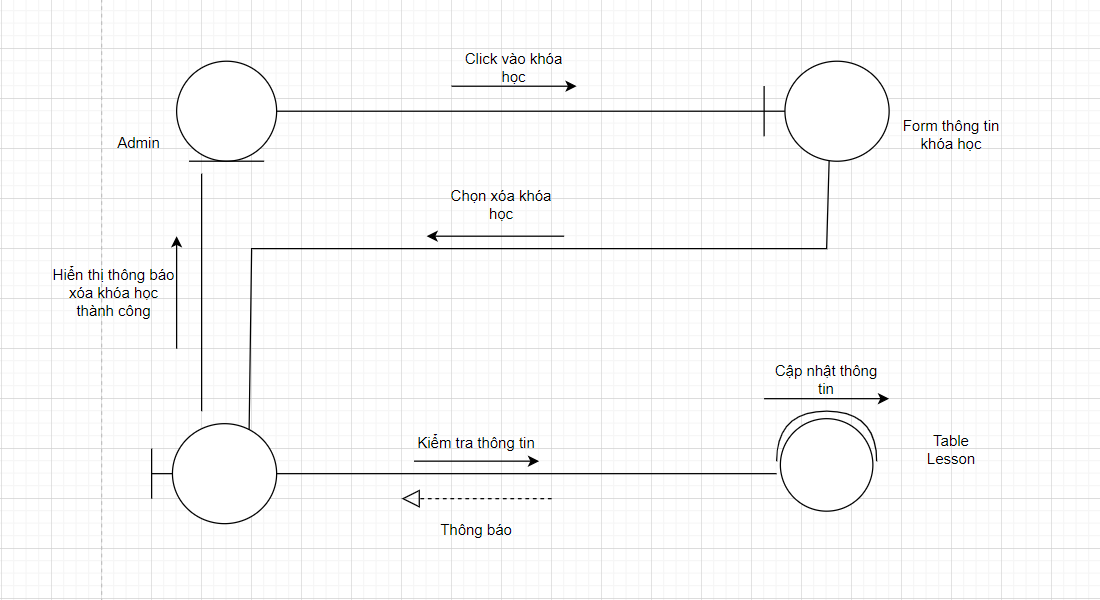 Click vào khóa
học
Admin
Form thông tin
khóa học
Chọn xóa khóa
học
Hiển thị thông báo
xóa khóa học
thành công
Cập nhật thông
tin
Kiểm tra thông tin
Table
Lesson
Thông báo